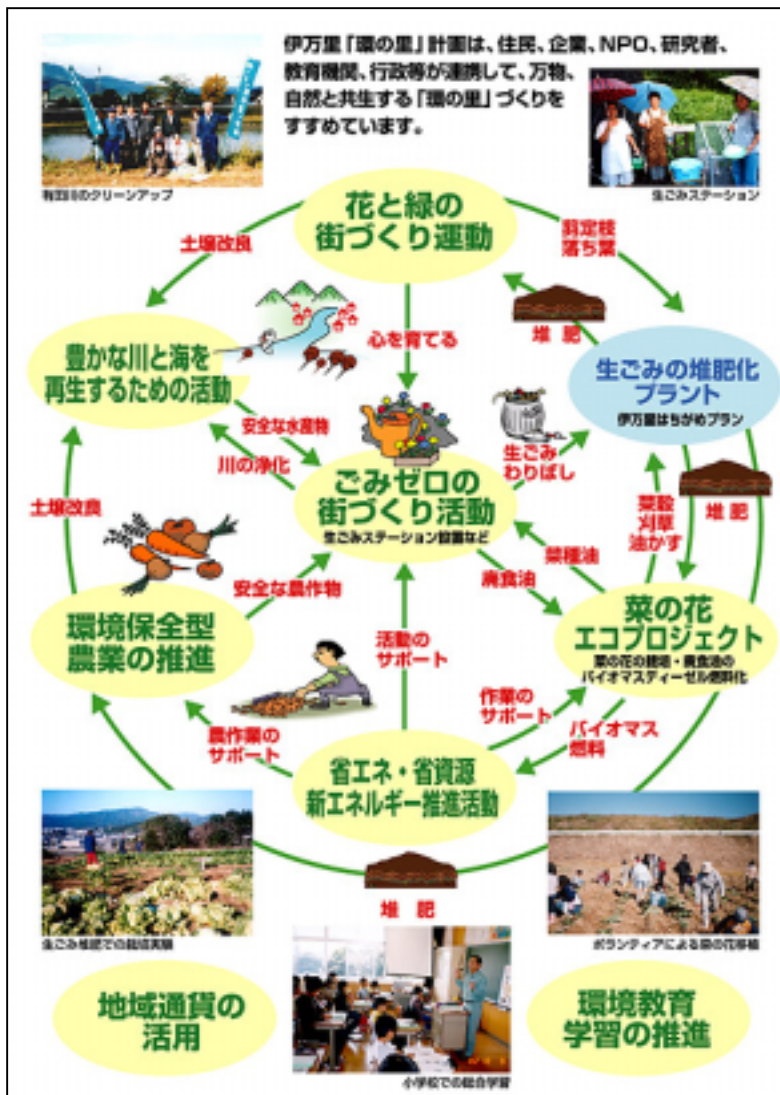 伊万里「環の里」計画は、住民、企業、NPO、研究者、
教育機関、行政等が連携して、万物、
自然と共生する「環の里」づくりを
すすめています。
有田川のクリーンアップ
生ごみステーション
花と緑の
街づくり運動
土壌改良
剪定枝
落ち葉
堆肥
心を育てる
豊かな川と海を
再生するための活動
生ごみの堆肥化
プラント
伊万里はちがめプラン
安全な水産物
川の浄化
生ごみ
わりばし
ごみゼロの
街づくり活動
生ごみステーション設置など
土壌改良
菜殻
刈草
油かす
堆肥
菜種油
廃食油
安全な農作物
環境保全型
農業の推進
菜の花
エコプロジェクト
菜の花の栽培・廃食油の
バイオマスディーゼル燃料化
活動の
サポート
作業の
サポート
農作業の
サポート
バイオマス
燃料
省エネ・省資源
新エネルギー推進活動
堆肥
生ごみ堆肥での栽培実験
ボランティアによる菜の花移植
地域通貨の
活用
環境教育
学習の推進
小学校での総合学習